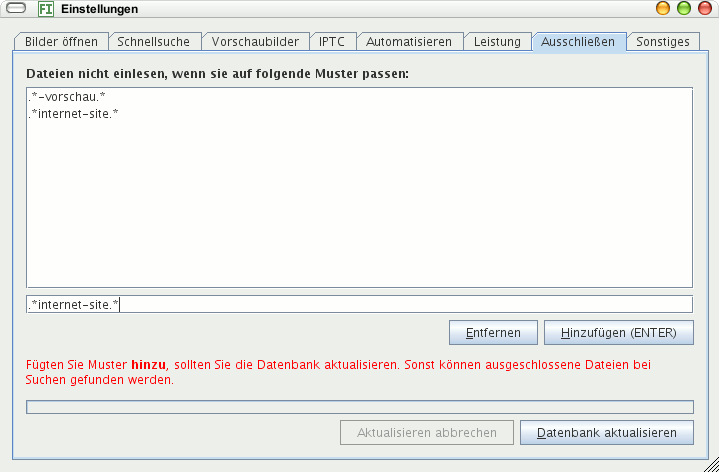 FI Einstellungen
Bilder öffnen Schnellsuche Vorschaubilder IPTC Automatisieren Leistung Ausschließen Sonstiges
Dateien nicht einlesen, wenn sie auf folgende Muster passen:
.*-vorschau.*
.*internet-site.*
.*internet-site.*
Entfernen Hinzufügen (ENTER)
Fügten Sie Muster hinzu, sollten Sie die Datenbank aktualisieren. Sonst können ausgeschlossene Dateien bei
Suchen gefunden werden.
Aktualisieren abbrechen Datenbank aktualisieren